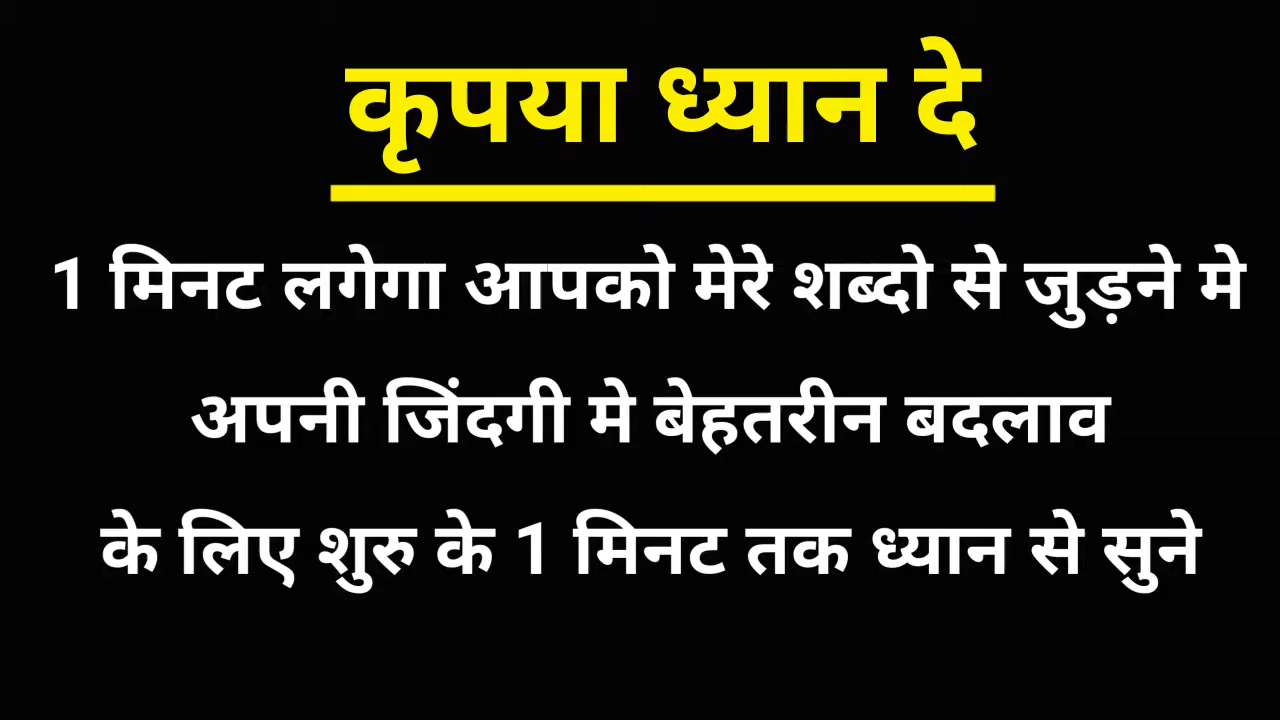 कृपया ध्यान दे
1 मिनट लगेगा आपको मेरे शब्दो से जुड़ने मे
अपनी जिंदगी मे बेहतरीन बदलाव
के लिए शुरु के 1 मिनट तक ध्यान से सुने